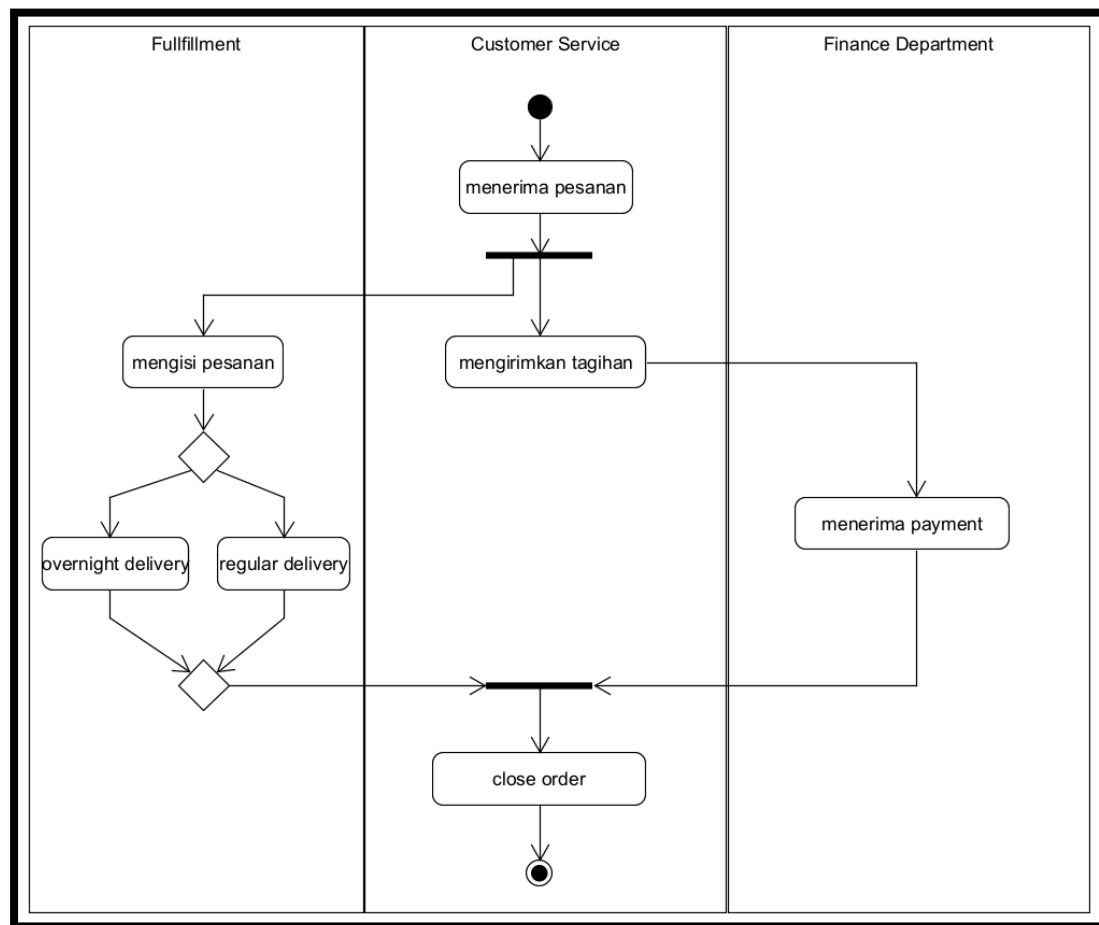 Fullfillment
Customer Service
Finance Department
menerima pesanan
mengisi pesanan
mengirimkan tagihan
menerima payment
overnight delivery
regular delivery
close order